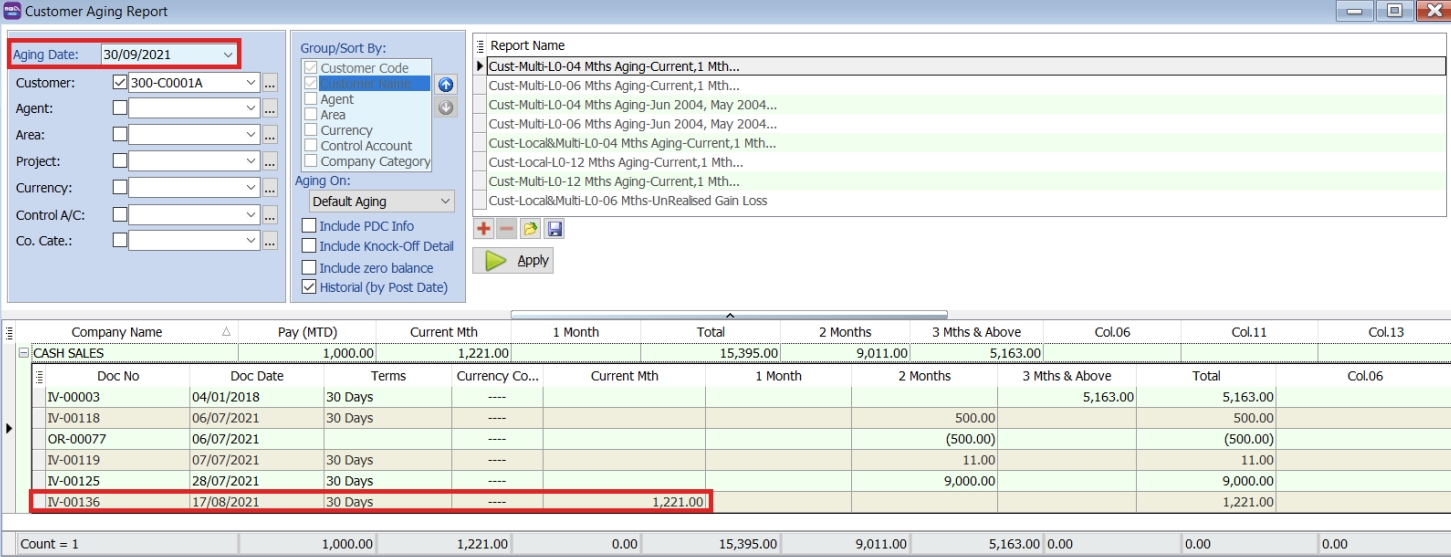 Customer Aging Report
Aging Date: 30/09/2021
Customer: 300-C0001A ...
Agent: ...
Area: ...
Project: ...
Currency: ...
Control A/C: ...
Co. Cate.: ...
Group/Sort By:
Customer Code
Customer Name
Agent
Area
Currency
Control Account
Company Category
Aging On:
Default Aging
Include PDC Info
Include Knock-Off Detail
Include zero balance
Historial (by Post Date)
Report Name
Cust-Multi-L0-04 Mths Aging-Current,1 Mth...
Cust-Multi-L0-06 Mths Aging-Current,1 Mth...
Cust-Multi-L0-04 Mths Aging-Jun 2004, May 2004...
Cust-Multi-L0-06 Mths Aging-Jun 2004, May 2004...
Cust-Local&Multi-L0-04 Mths Aging-Current,1 Mth...
Cust-Local-L0-12 Mths Aging-Current,1 Mth...
Cust-Multi-L0-12 Mths Aging-Current,1 Mth...
Cust-Local&Multi-L0-06 Mths-UnRealised Gain Loss
Apply
Company Name Pay (MTD) Current Mth 1 Month Total 2 Months 3 Mths & Above Col.06 Col.11 Col.13
CASH SALES 1,000.00 1,221.00 15,395.00 9,011.00 5,163.00
Doc No Doc Date Terms Currency Co... Current Mth 1 Month 2 Months 3 Mths & Above Total Col.06
IV-00003 04/01/2018 30 Days ---- 5,163.00 5,163.00
IV-00118 06/07/2021 30 Days ---- 500.00 500.00
OR-00077 06/07/2021 ---- (500.00) (500.00)
IV-00119 07/07/2021 30 Days ---- 11.00 11.00
IV-00125 28/07/2021 30 Days ---- 9,000.00 9,000.00
IV-00136 17/08/2021 30 Days ---- 1,221.00 1,221.00
Count = 1 1,000.00 1,221.00 0.00 15,395.00 9,011.00 5,163.00 0.00 0.00 0.00